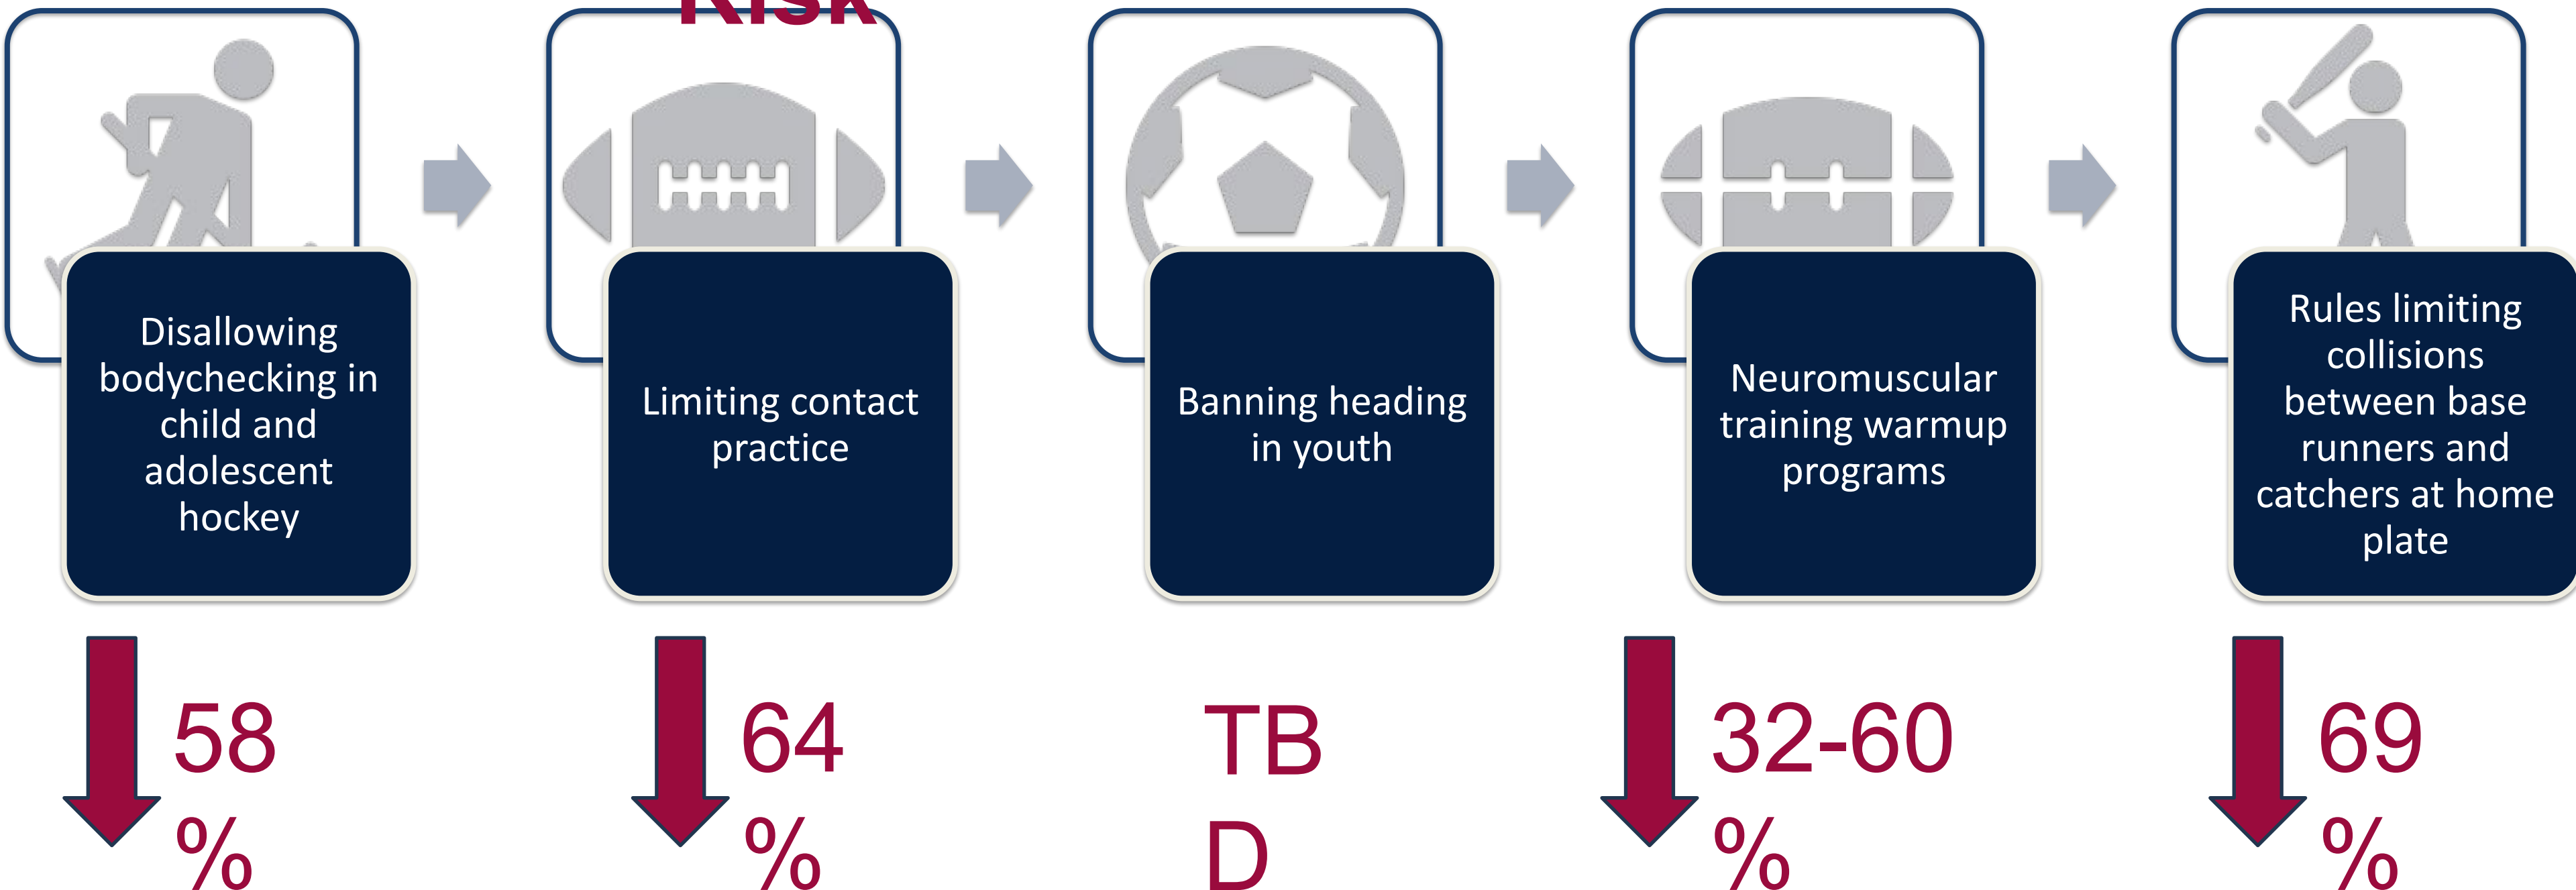 Risk
Disallowing
bodychecking in
child and
adolescent
hockey
Limiting contact
practice
Banning heading
in youth
Neuromuscular
training warmup
programs
Rules limiting
collisions
between base
runners and
catchers at home
plate
58
%
64
%
TB
D
32-60
%
69
%